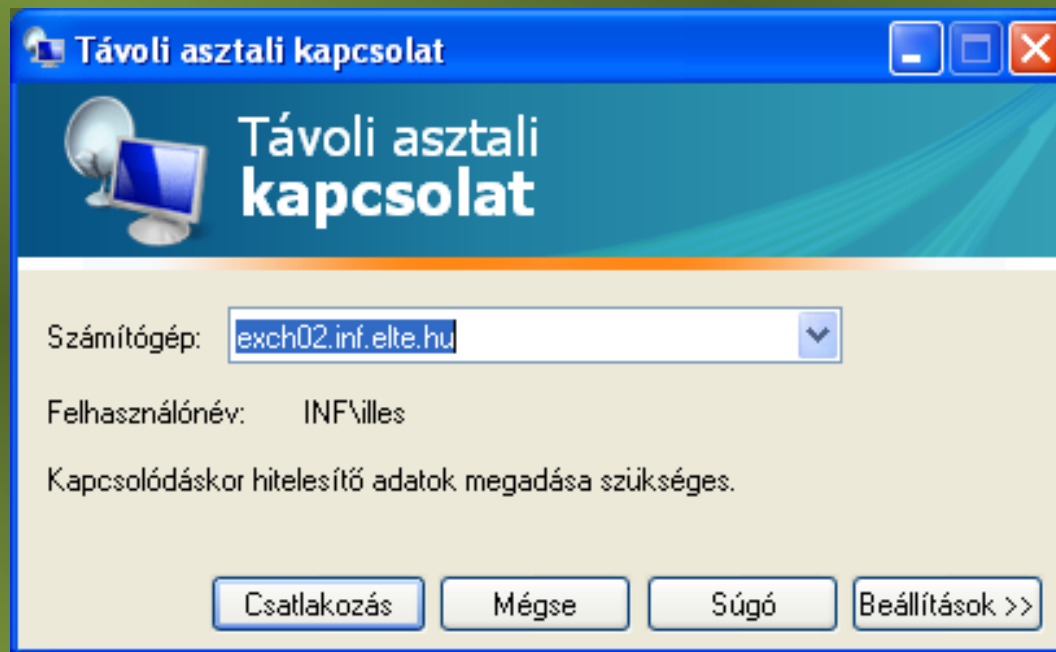 Távoli asztali kapcsolat
Távoli asztali
kapcsolat
Számítógép: exch02.inf.elte.hu
Felhasználónév: INF\illes
Kapcsolódáskor hitelesítő adatok megadása szükséges.
Csatlakozás Mégse Súgó Beállítások >>